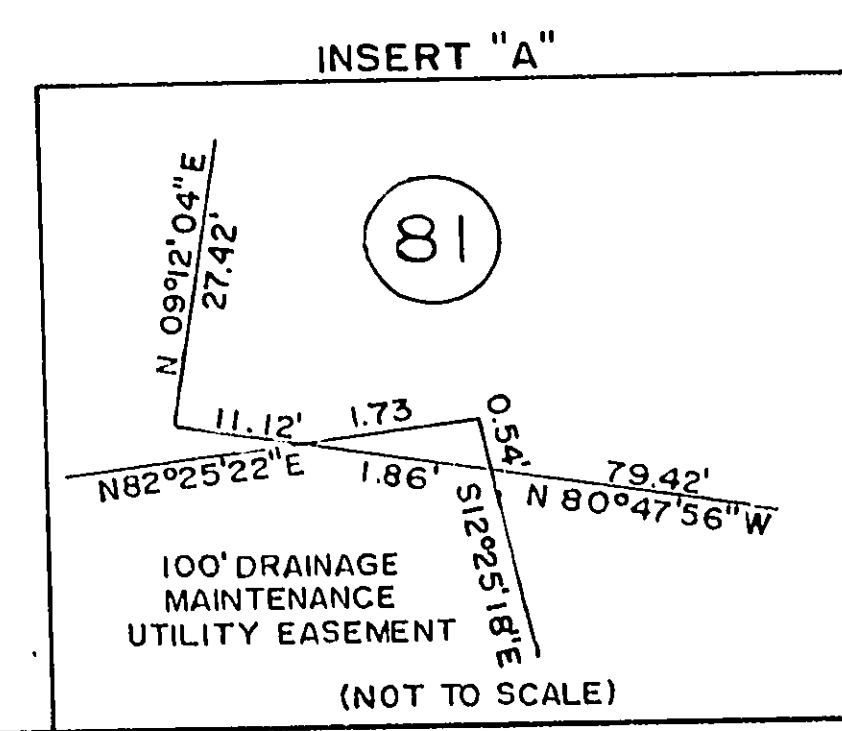 INSERT "A"
N 09°12'04"E
27.42'
81
11.12'
1.73
0.54'
N82°25'22"E
1.86'
79.42'
N 80°47'56"W
S12°25'18"E
100' DRAINAGE
MAINTENANCE
UTILITY EASEMENT
(NOT TO SCALE)